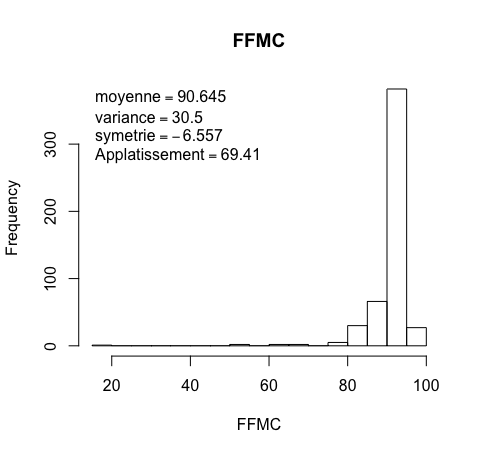 FFMC
moyenne = 90.645
variance = 30.5
symetrie = −6.557
Applatissement = 69.41
Frequency
300
200
100
0
20 40 60 80 100
FFMC